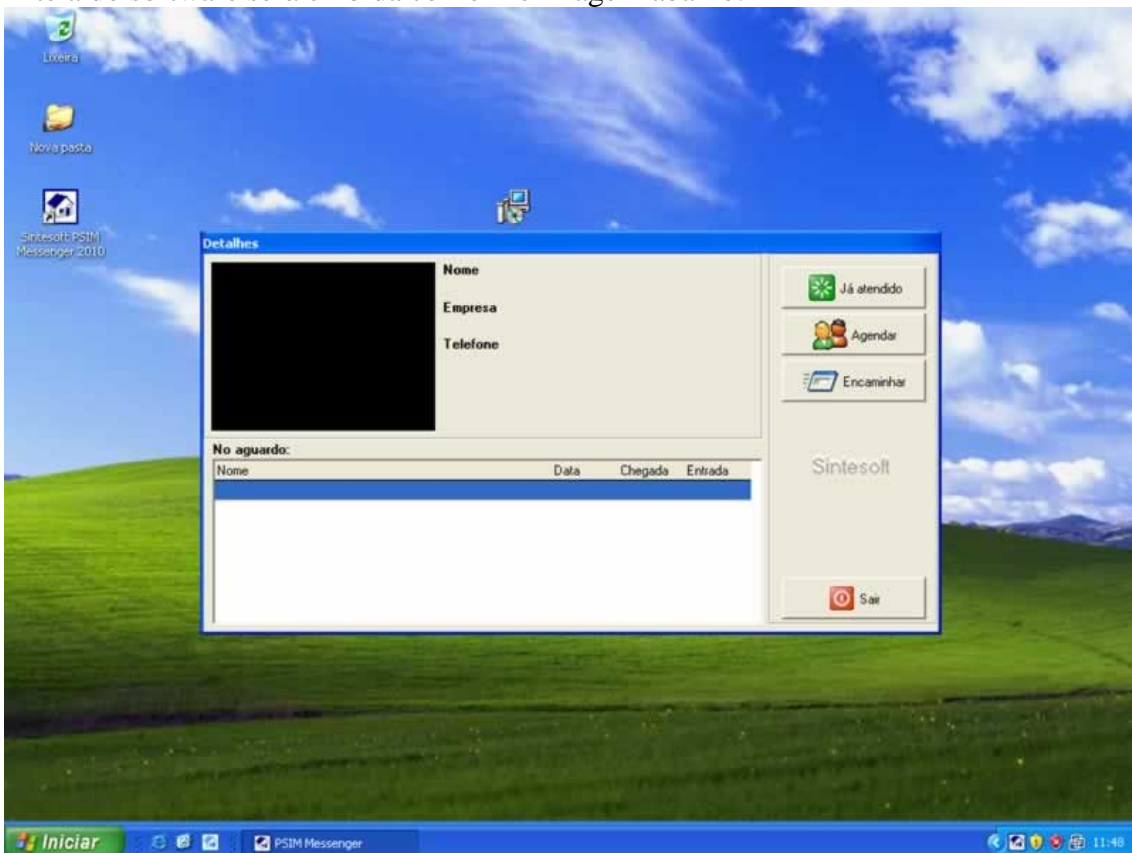 Lixeira
Nova pasta
Sintesoft PSIM
Messenger 2010
Detalhes
Nome
Empresa
Telefone
Já atendido
Agendar
Encaminhar
No aguardo:
Nome Data Chegada Entrada
Sintesoft
Sair
Iniciar
PSIM Messenger
11:48